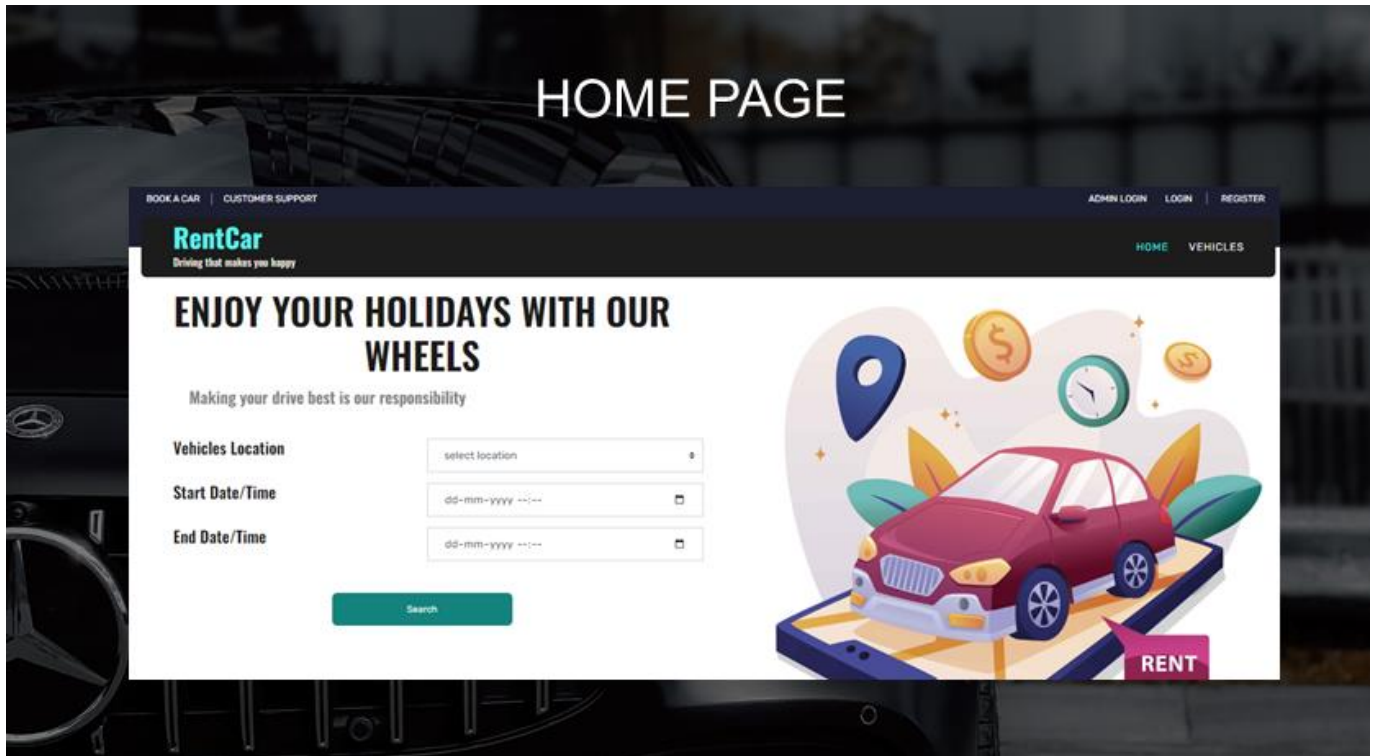 HOME PAGE
BOOK A CAR | CUSTOMER SUPPORT
ADMIN LOGIN LOGIN | REGISTER
RentCar
Driving that makes you happy
HOME VEHICLES
ENJOY YOUR HOLIDAYS WITH OUR
WHEELS
Making your drive best is our responsibility
Vehicles Location
select location
Start Date/Time
dd-mm-yyyy --:--
End Date/Time
dd-mm-yyyy --:--
Search
$
$
RENT